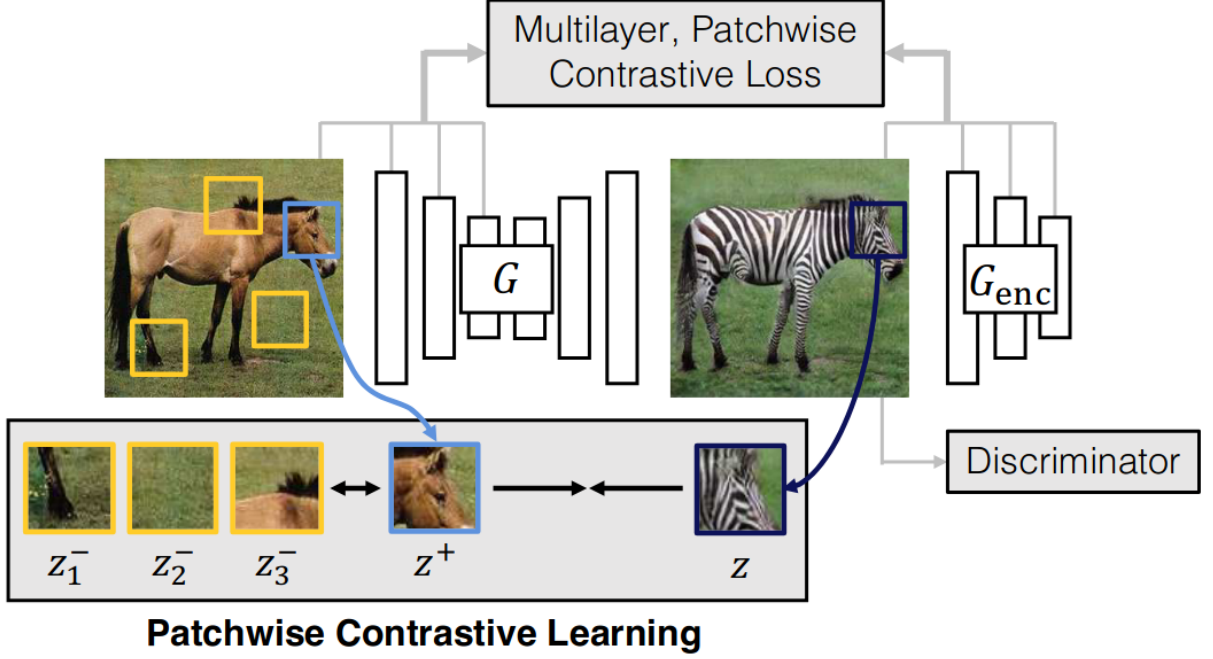 Multilayer, Patchwise
Contrastive Loss
G
G_enc
Discriminator
z_1^- z_2^- z_3^- z^+ z
Patchwise Contrastive Learning